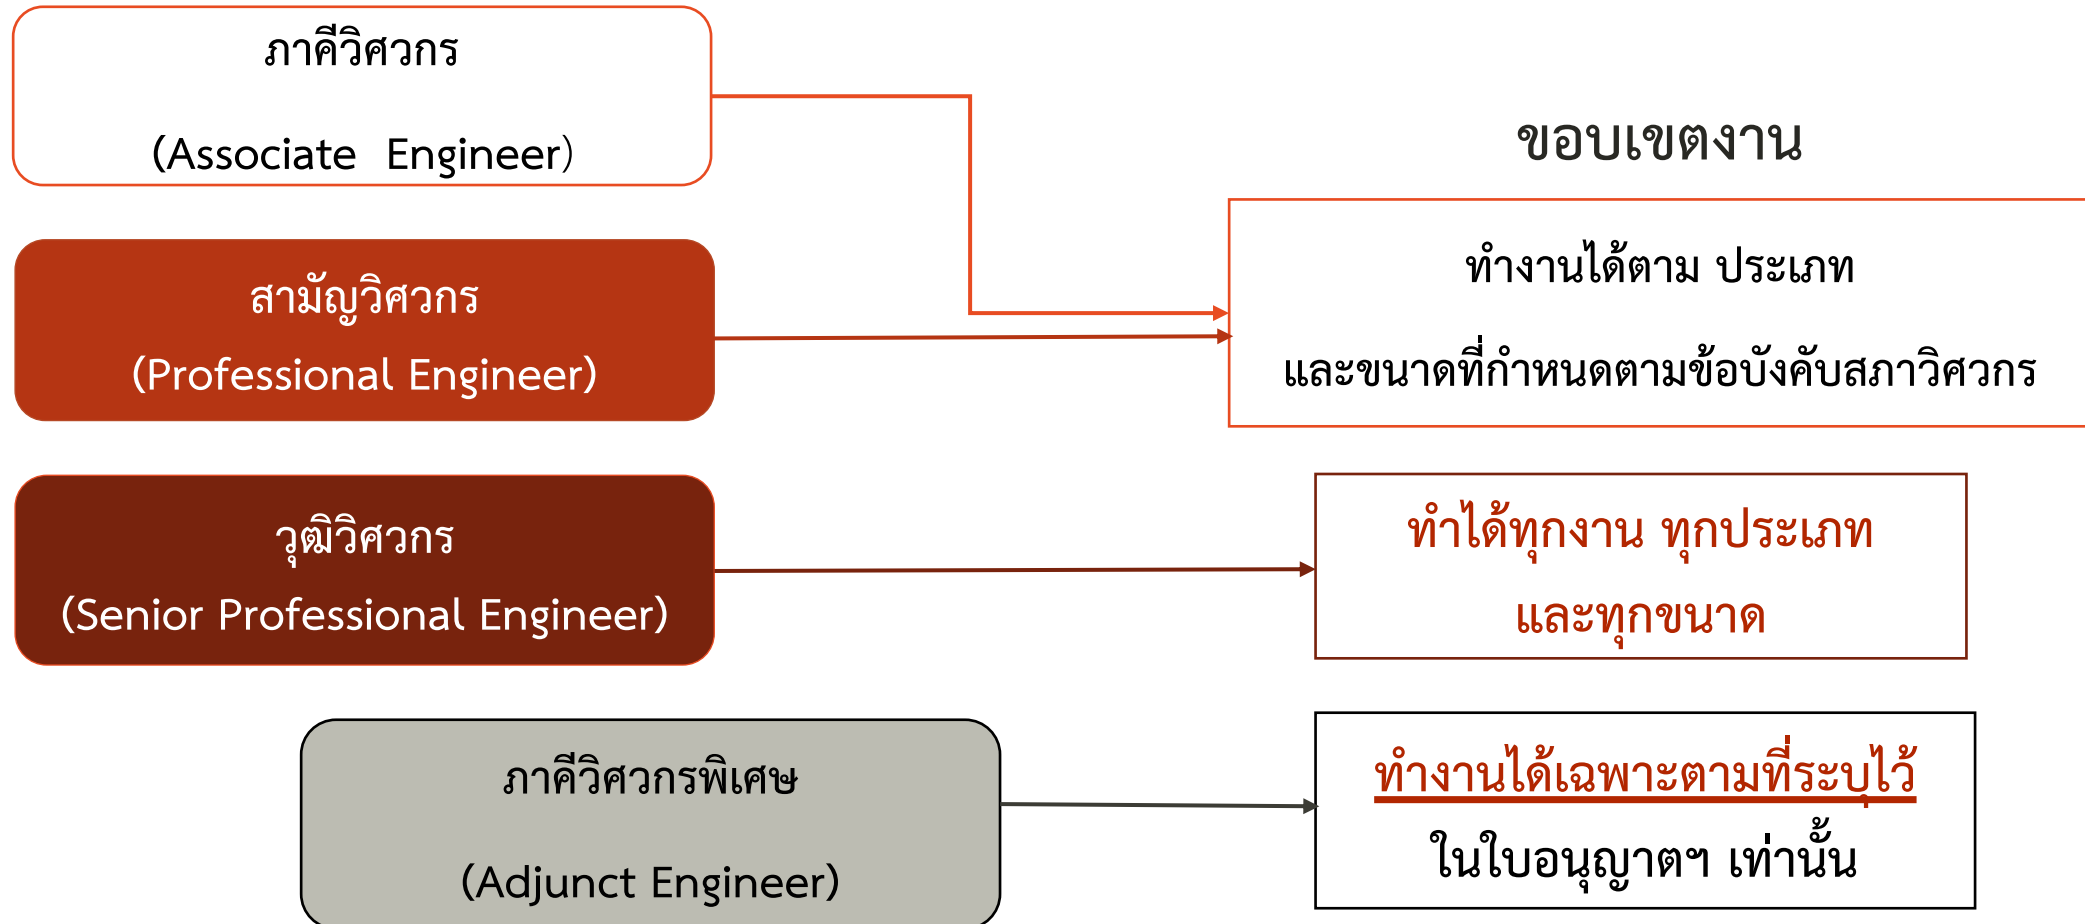 ภาคีวิศวกร
(Associate Engineer)
ขอบเขตงาน
ทำงานได้ตาม ประเภท
และขนาดที่กำหนดตามข้อบังคับสภาวิศวกร
สามัญวิศวกร
(Professional Engineer)
วุฒิวิศวกร
(Senior Professional Engineer)
ทำได้ทุกงาน ทุกประเภท
และทุกขนาด
ภาคีวิศวกรพิเศษ
(Adjunct Engineer)
ทำงานได้เฉพาะตามที่ระบุไว้
ในใบอนุญาตฯ เท่านั้น